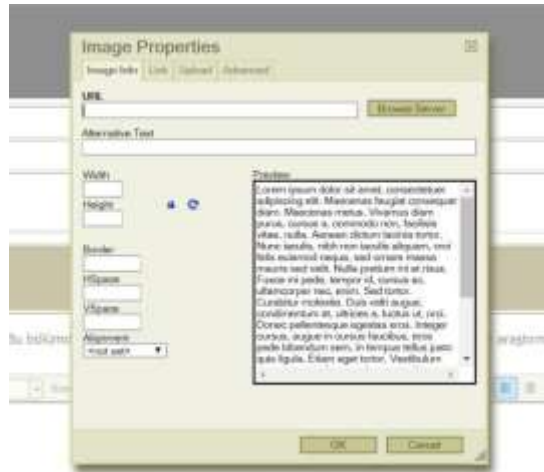 Image Properties
Image Info Link Upload Advanced
URL
Browse Server
Alternative Text
Width
Preview
Height
Border
HSpace
VSpace
Alignment
<not set>
Lorem ipsum dolor sit amet, consectetuer
adipiscing elit. Maecenas feugiat consequat
diam. Maecenas metus. Vivamus diam
purus, cursus a, commodo non, facilisis
vitae, nulla. Aenean dictum lacinia tortor.
Nunc iaculis, nibh non iaculis aliquam, orci
felis euismod neque, sed ornare massa
mauris sed velit. Nulla pretium mi et risus.
Fusce mi pede, tempor id, cursus ac,
ullamcorper nec, enim. Sed tortor.
Curabitur molestie. Duis velit augue,
condimentum at, ultrices a, luctus ut, orci.
Donec pellentesque egestas eros. Integer
cursus, augue in cursus faucibus, eros
pede bibendum sem, in tempus tellus justo
quis ligula. Etiam eget tortor. Vestibulum
OK Cancel